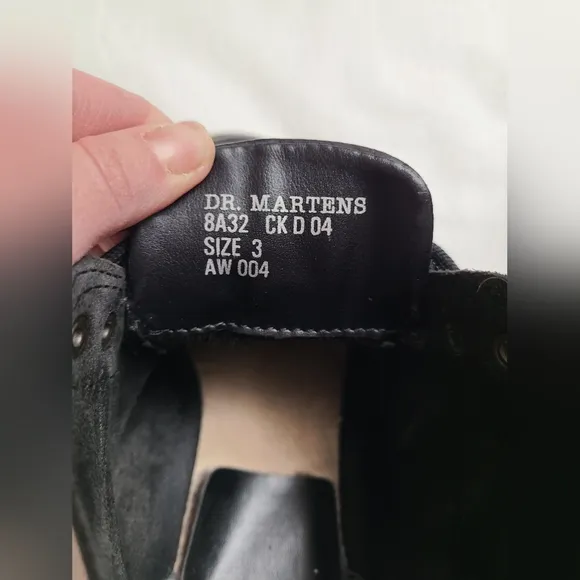 DR. MARTENS
8A32 CK D 04
SIZE 3
AW 004